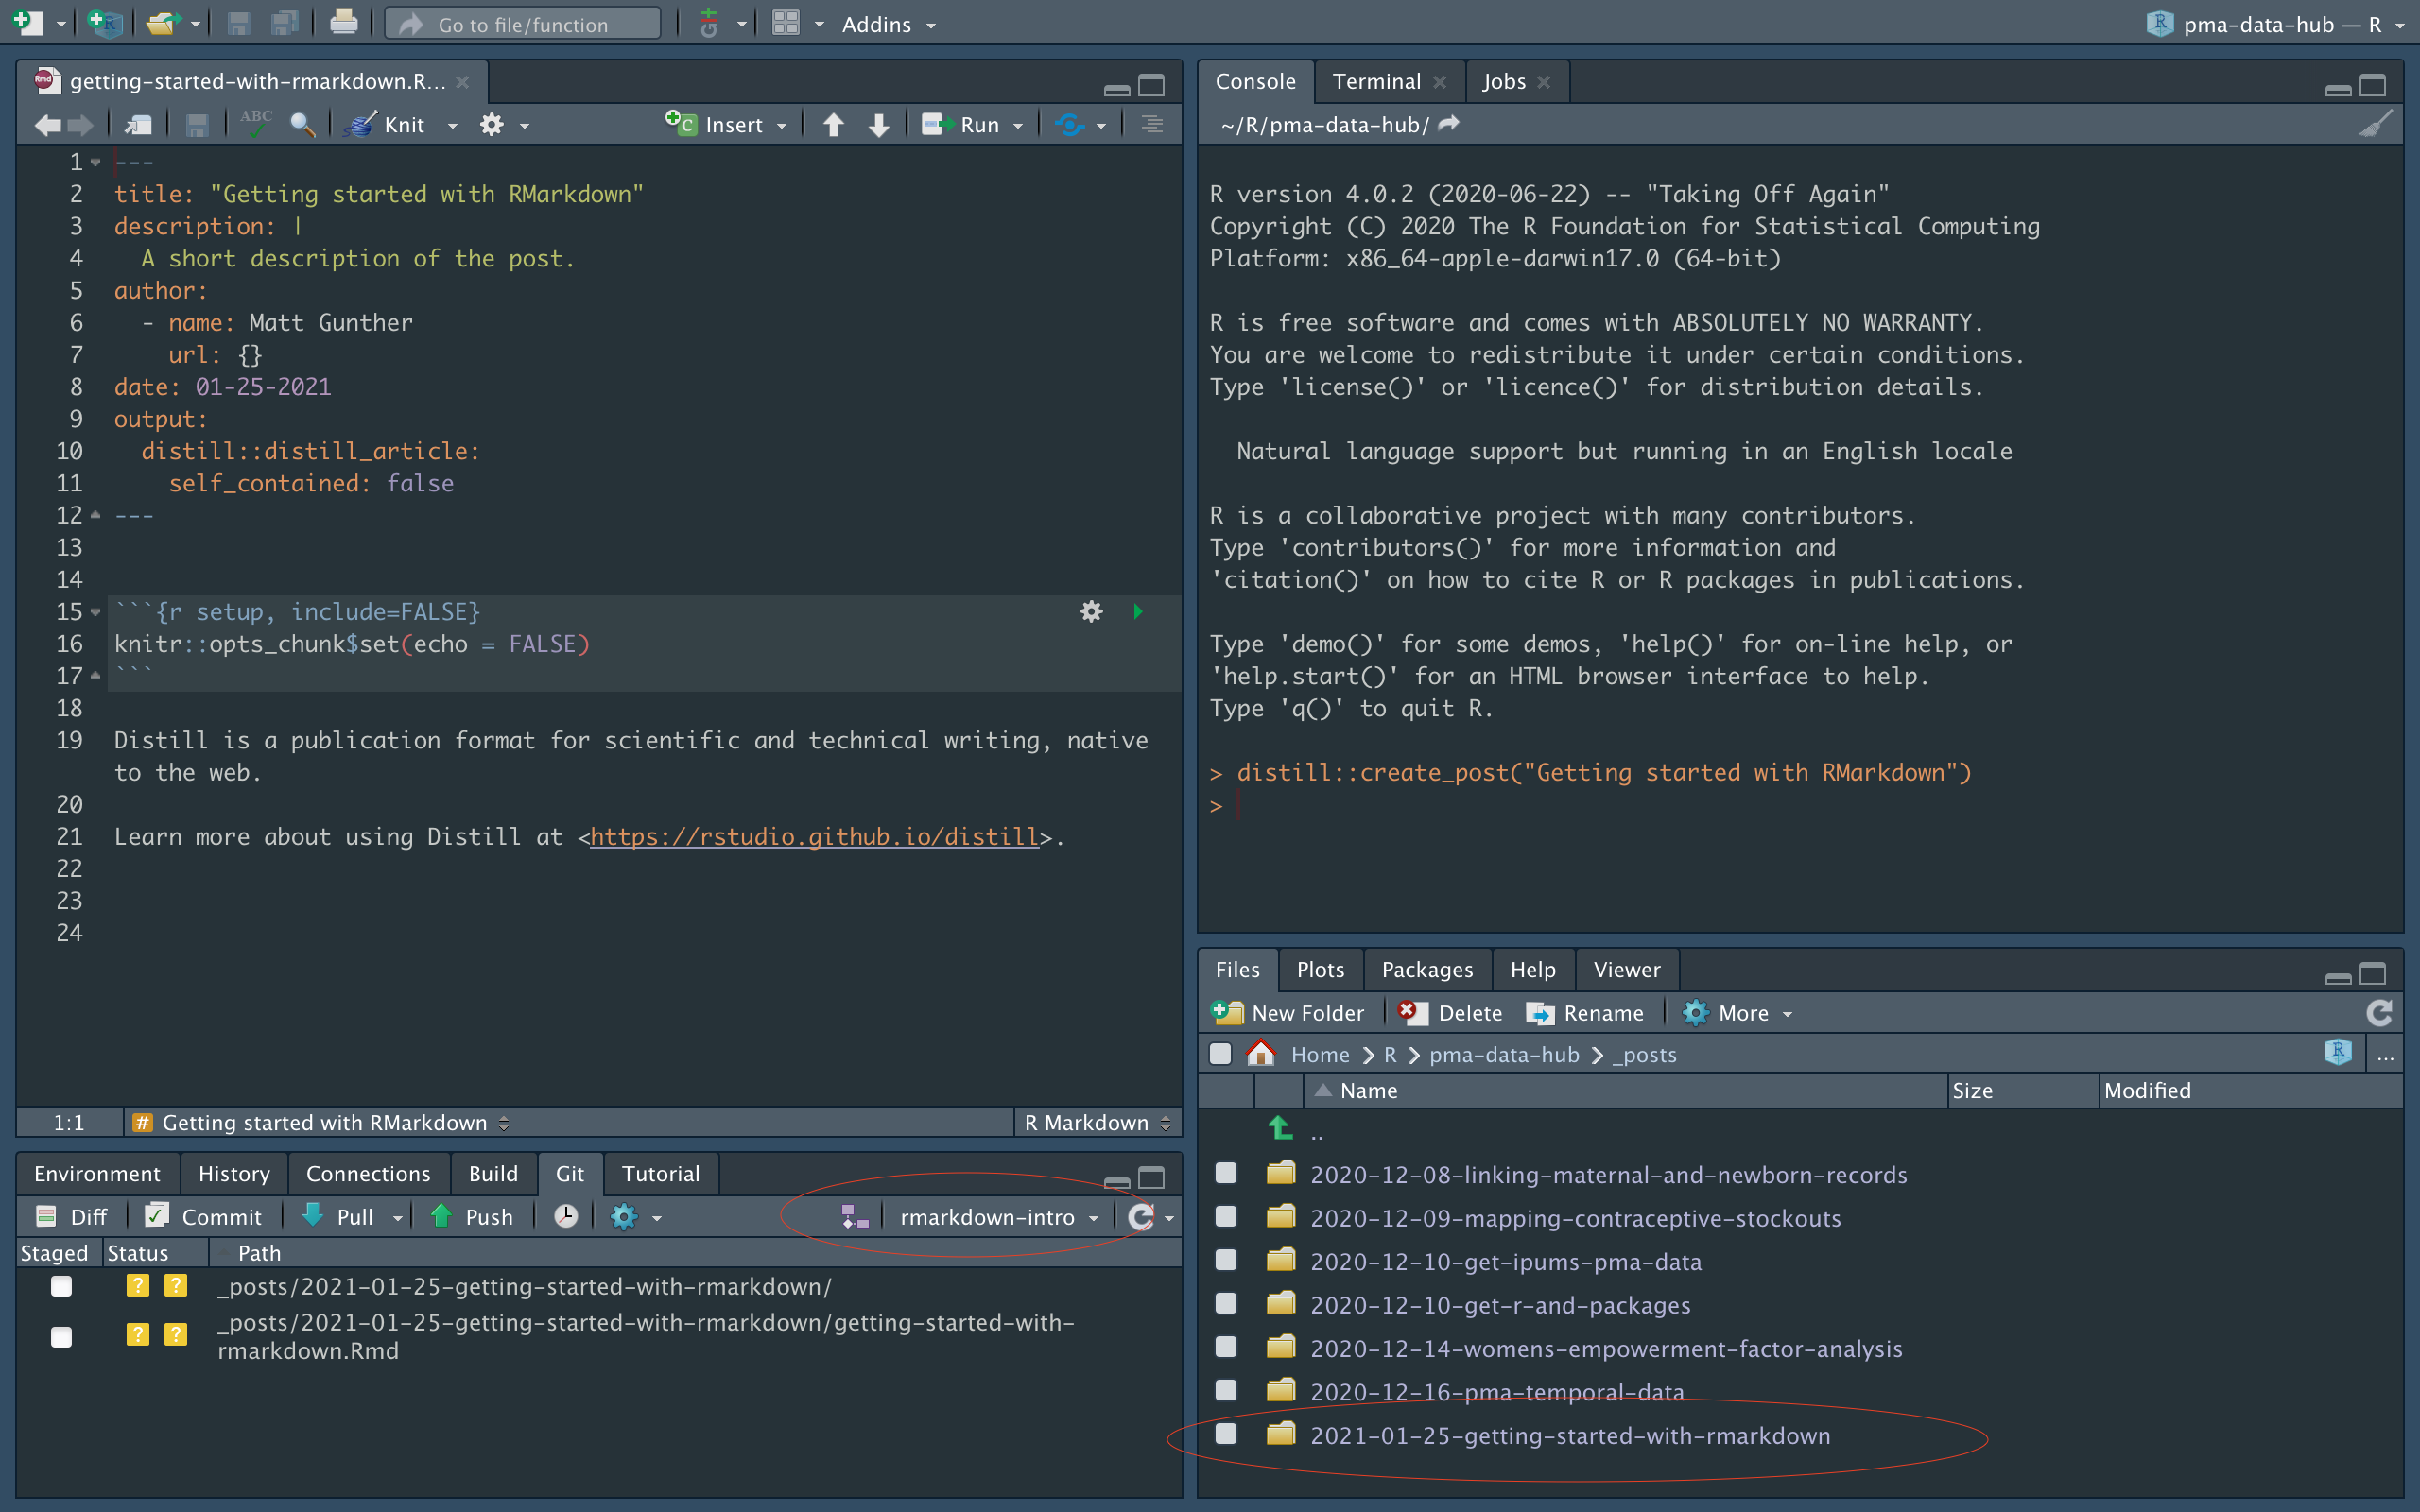 Go to file/function
Addins
pma-data-hub — R
getting-started-with-rmarkdown.R...
ABC
Knit
Insert
Run
1 ---
2 title: "Getting started with RMarkdown"
3 description: |
4   A short description of the post.
5 author:
6   - name: Matt Gunther
7     url: {}
8 date: 01-25-2021
9 output:
10   distill::distill_article:
11     self_contained: false
12 ---
13
14
15 ```{r setup, include=FALSE}
16 knitr::opts_chunk$set(echo = FALSE)
17 ```
18
19 Distill is a publication format for scientific and technical writing, native
to the web.
20
21 Learn more about using Distill at <https://rstudio.github.io/distill>.
22
23
24
1:1 # Getting started with RMarkdown R Markdown
Console Terminal Jobs
~/R/pma-data-hub/
R version 4.0.2 (2020-06-22) -- "Taking Off Again"
Copyright (C) 2020 The R Foundation for Statistical Computing
Platform: x86_64-apple-darwin17.0 (64-bit)
R is free software and comes with ABSOLUTELY NO WARRANTY.
You are welcome to redistribute it under certain conditions.
Type 'license()' or 'licence()' for distribution details.
  Natural language support but running in an English locale
R is a collaborative project with many contributors.
Type 'contributors()' for more information and
'citation()' on how to cite R or R packages in publications.
Type 'demo()' for some demos, 'help()' for on-line help, or
'help.start()' for an HTML browser interface to help.
Type 'q()' to quit R.
> distill::create_post("Getting started with RMarkdown")
>
Environment History Connections Build Git Tutorial
Diff Commit Pull Push rmarkdown-intro
Staged Status Path
? ? _posts/2021-01-25-getting-started-with-rmarkdown/
? ? _posts/2021-01-25-getting-started-with-rmarkdown/getting-started-with-
rmarkdown.Rmd
Files Plots Packages Help Viewer
New Folder Delete Rename More
Home R pma-data-hub _posts R ...
Name Size Modified
..
2020-12-08-linking-maternal-and-newborn-records
2020-12-09-mapping-contraceptive-stockouts
2020-12-10-get-ipums-pma-data
2020-12-10-get-r-and-packages
2020-12-14-womens-empowerment-factor-analysis
2020-12-16-pma-temporal-data
2021-01-25-getting-started-with-rmarkdown